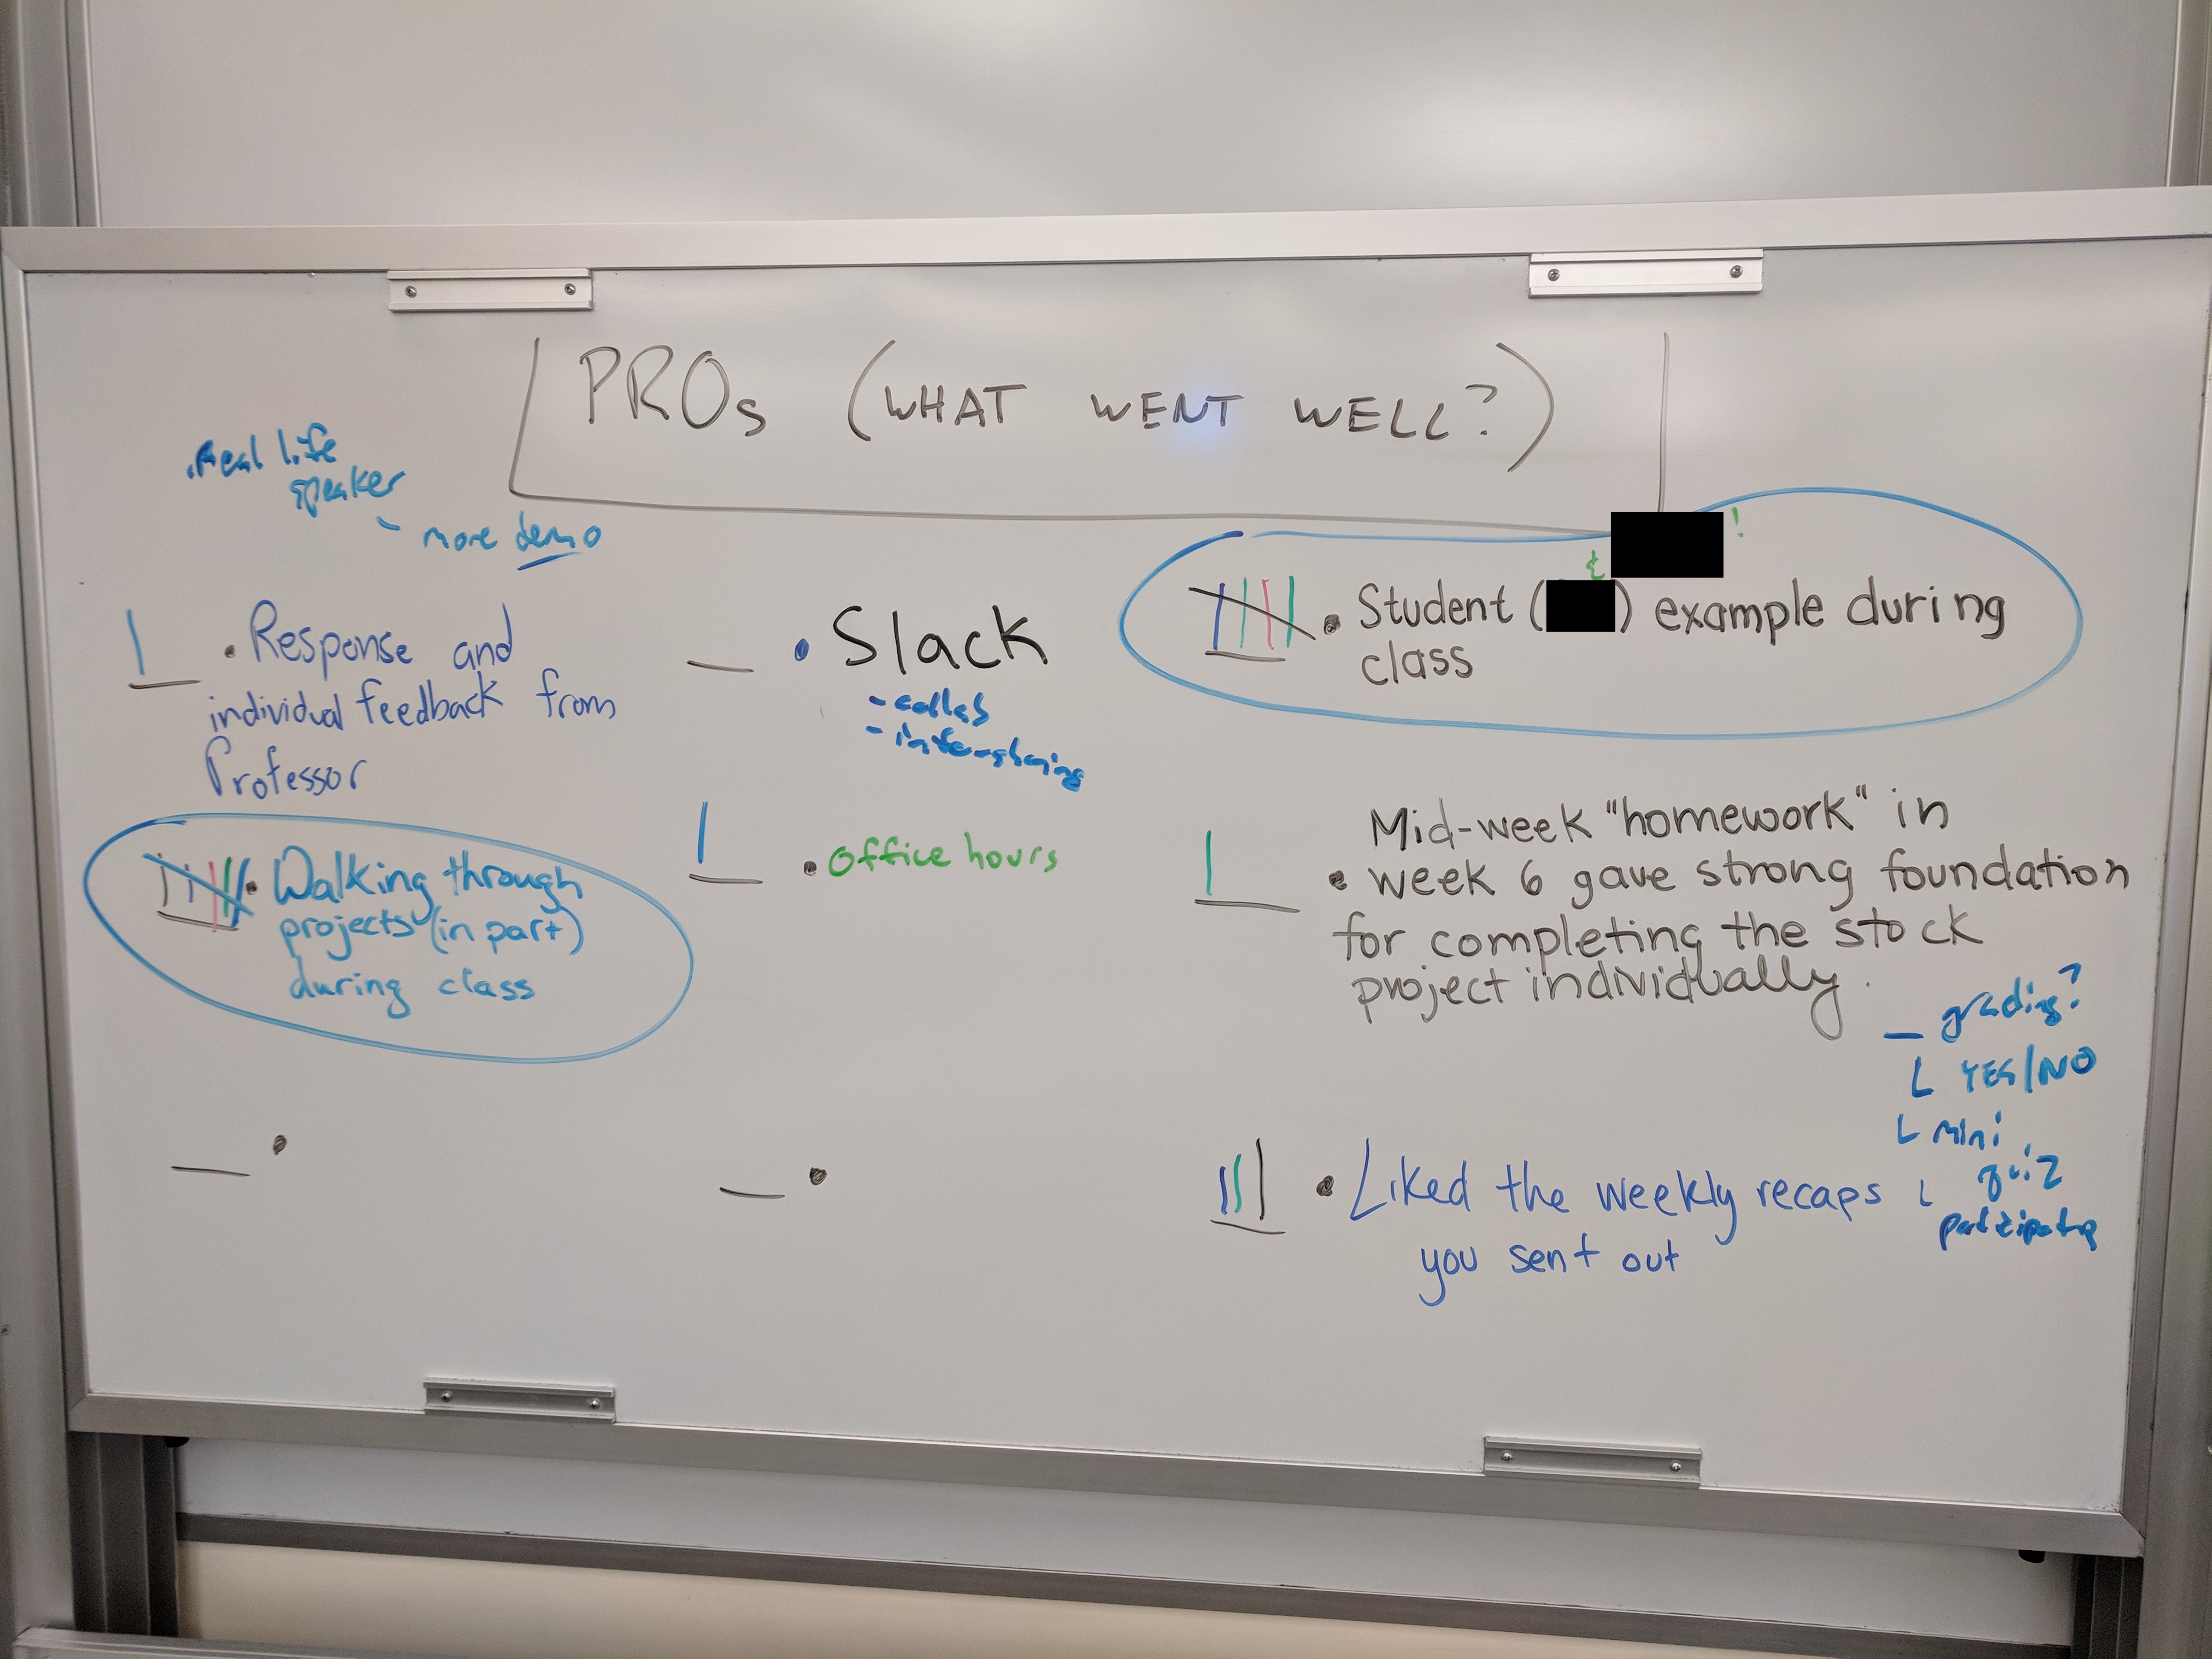 PROs (WHAT WENT WELL?)
.Real life
speaker
- more demo
• Response and
individual feedback from
Professor
• Walking through
projects (in part)
during class
• Slack
- collab
- info-sharing
• Office hours
& !
• Student ( ) example during
class
Mid-week "homework" in
• week 6 gave strong foundation
for completing the stock
project individually.
— grading?
YES/NO
mini
quiz
• Liked the weekly recaps
you sent out